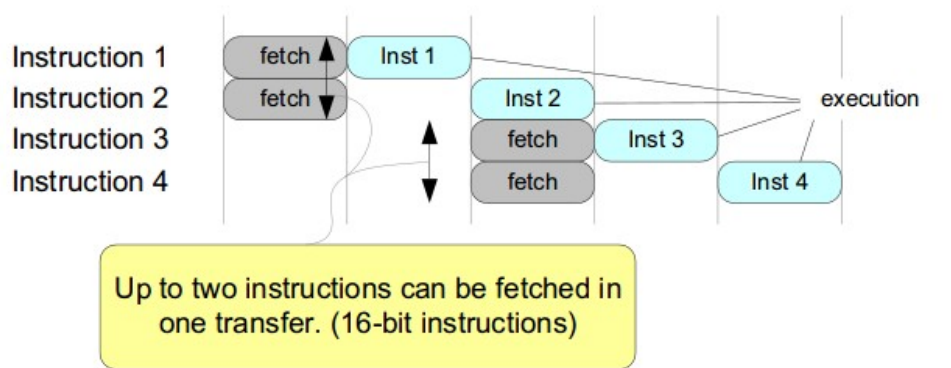 Instruction 1 fetch Inst 1
Instruction 2 fetch Inst 2 execution
Instruction 3 fetch Inst 3
Instruction 4 fetch Inst 4
Up to two instructions can be fetched in
one transfer. (16-bit instructions)